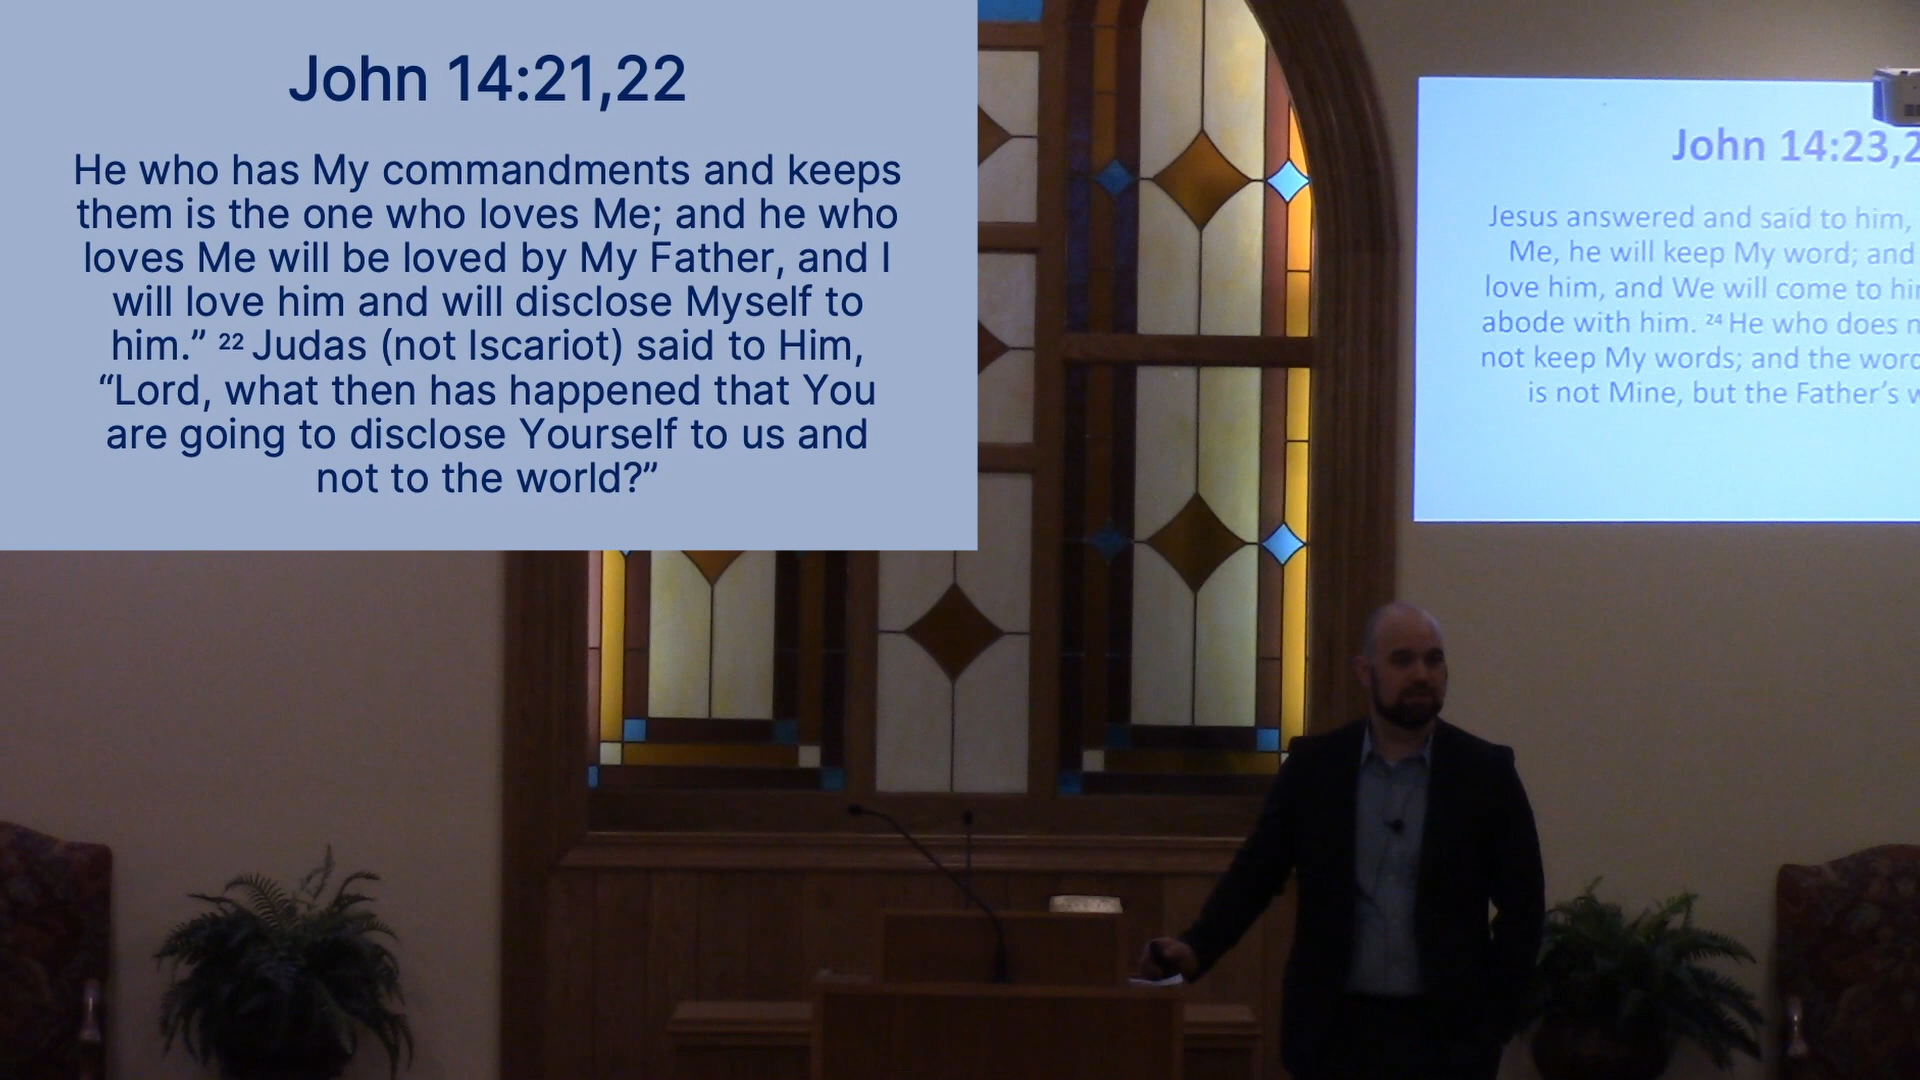 John 14:21,22
He who has My commandments and keeps
them is the one who loves Me; and he who
loves Me will be loved by My Father, and I
will love him and will disclose Myself to
him.” 22 Judas (not Iscariot) said to Him,
“Lord, what then has happened that You
are going to disclose Yourself to us and
not to the world?”
John 14:23,2
Jesus answered and said to him,
Me, he will keep My word; and
love him, and We will come to
abode with him. 24 He who does
not keep My words; and the
is not Mine, but the Father’s